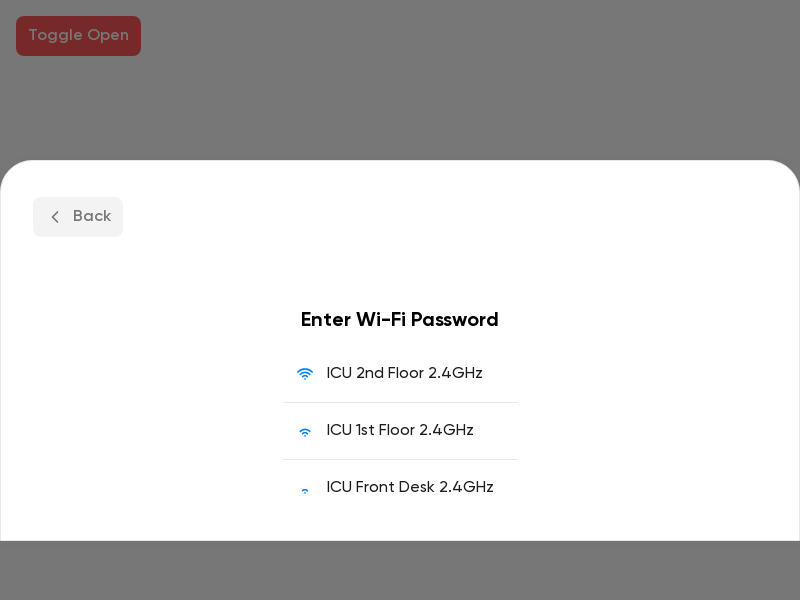 Toggle Open
Back
Enter Wi-Fi Password
ICU 2nd Floor 2.4GHz
ICU 1st Floor 2.4GHz
ICU Front Desk 2.4GHz